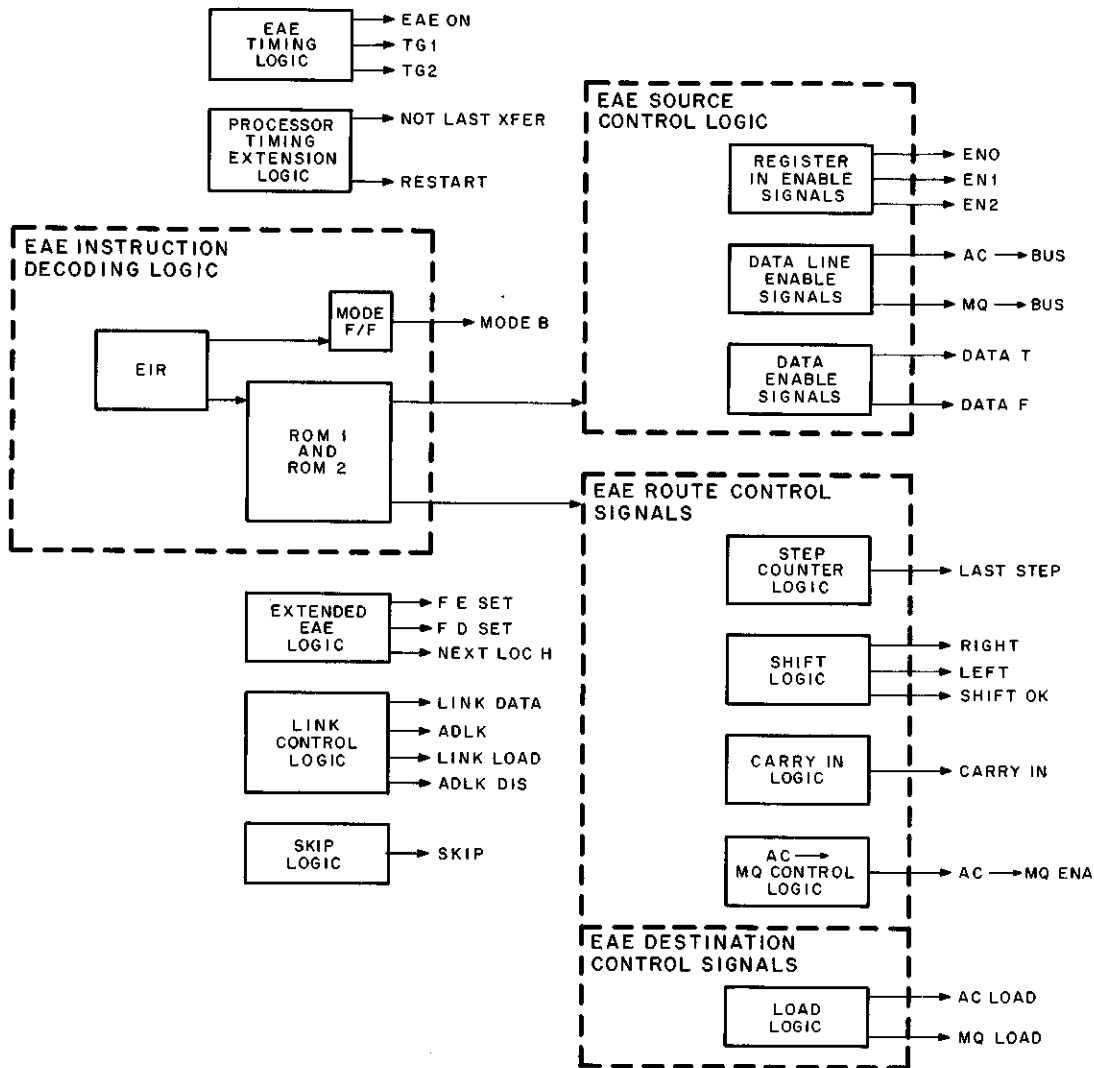 EAE
TIMING
LOGIC
EAE ON
TG1
TG2
PROCESSOR
TIMING
EXTENSION
LOGIC
NOT LAST XFER
RESTART
EAE INSTRUCTION
DECODING LOGIC
EIR
MODE
F/F
MODE B
ROM 1
AND
ROM 2
EAE SOURCE
CONTROL LOGIC
REGISTER
IN ENABLE
SIGNALS
EN0
EN1
EN2
DATA LINE
ENABLE
SIGNALS
AC → BUS
MQ → BUS
DATA
ENABLE
SIGNALS
DATA T
DATA F
EXTENDED
EAE
LOGIC
F E SET
F D SET
NEXT LOC H
LINK
CONTROL
LOGIC
LINK DATA
ADLK
LINK LOAD
ADLK DIS
SKIP
LOGIC
SKIP
EAE ROUTE CONTROL
SIGNALS
STEP
COUNTER
LOGIC
LAST STEP
SHIFT
LOGIC
RIGHT
LEFT
SHIFT OK
CARRY IN
LOGIC
CARRY IN
AC →
MQ CONTROL
LOGIC
AC → MQ ENA
EAE DESTINATION
CONTROL SIGNALS
LOAD
LOGIC
AC LOAD
MQ LOAD